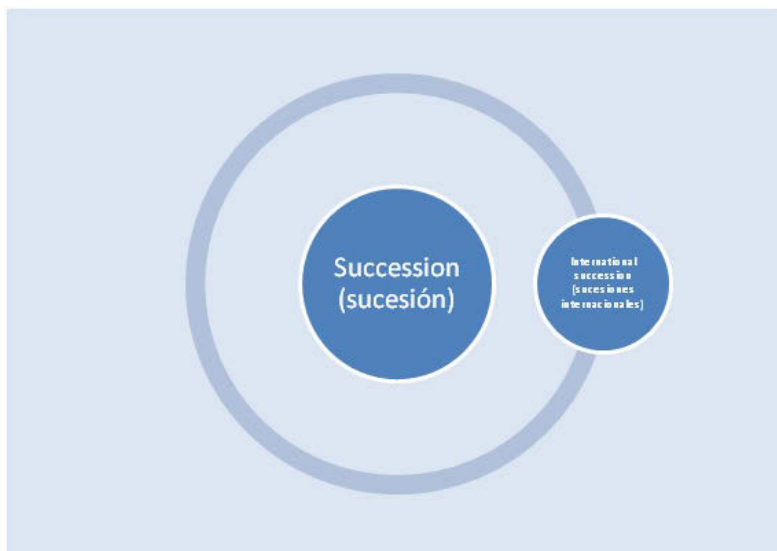 Succession
(sucesión)
International
succession
(sucesiones
internacionales)